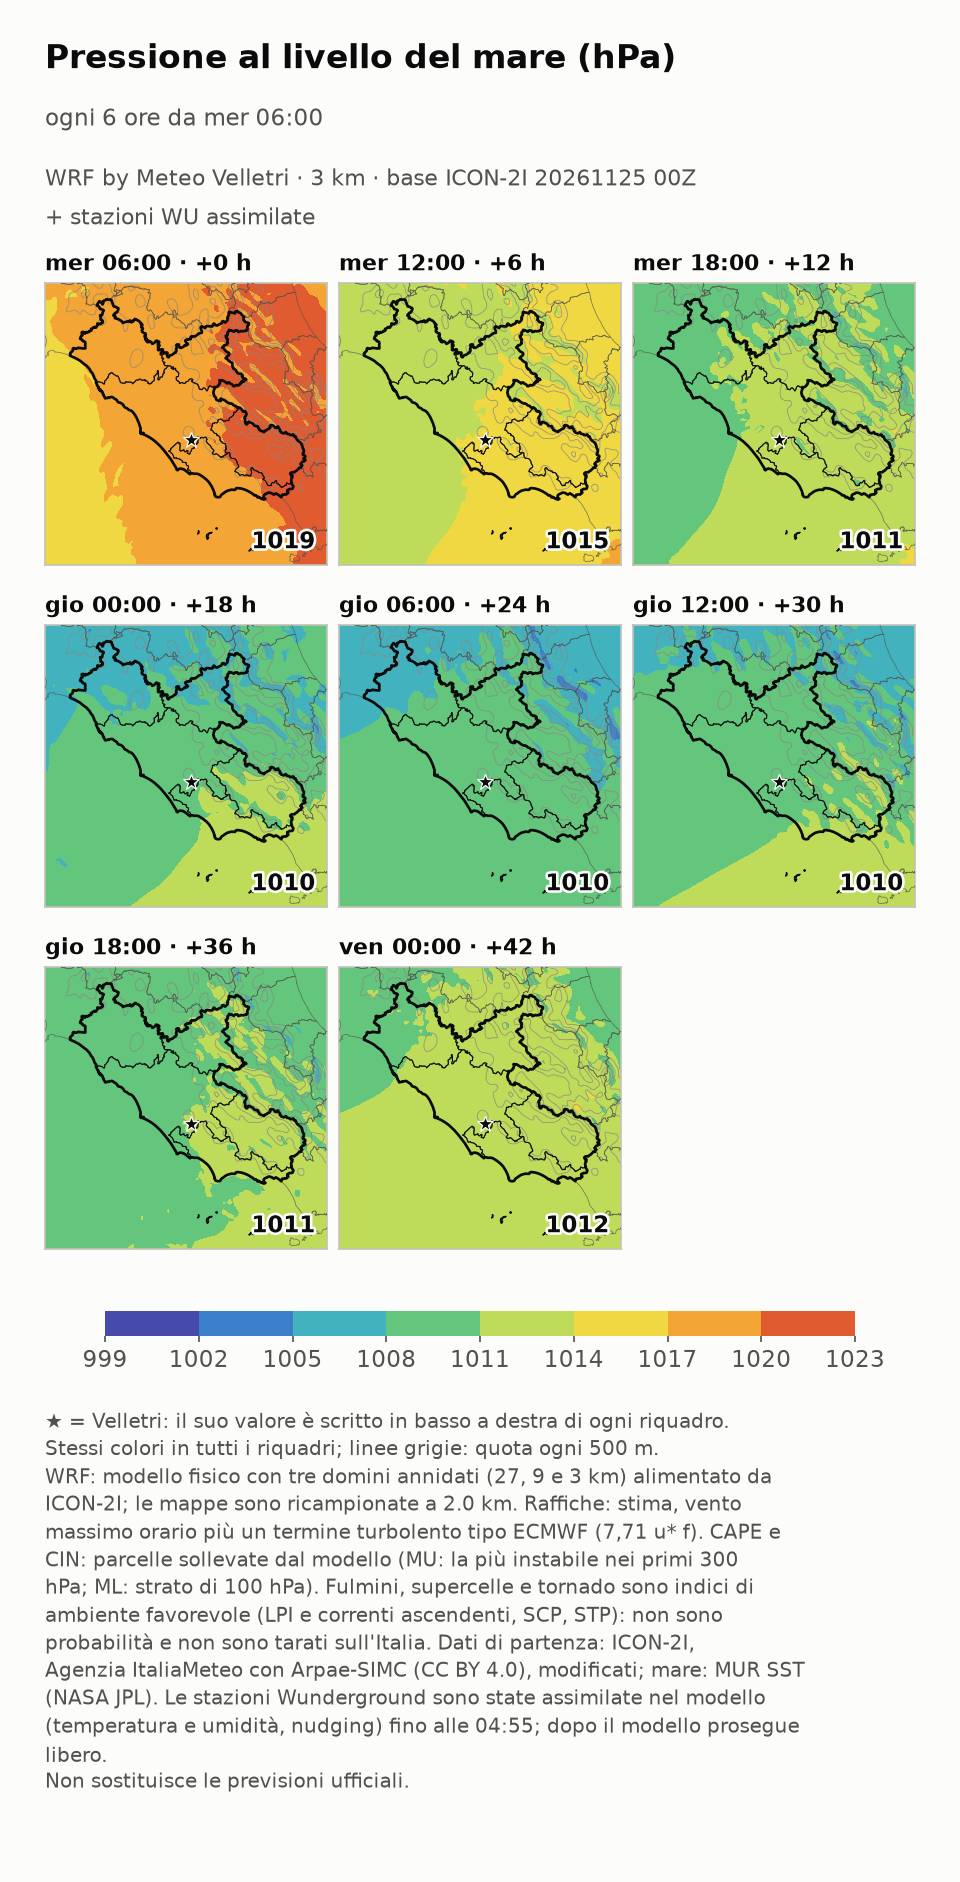 Pressione al livello del mare (hPa)
ogni 6 ore da mer 06:00
WRF by Meteo Velletri · 3 km · base ICON-2I 20261125 00Z
+ stazioni WU assimilate
mer 06:00 · +0 h
mer 12:00 · +6 h
mer 18:00 · +12 h
1019
1015
1011
gio 00:00 · +18 h
gio 06:00 · +24 h
gio 12:00 · +30 h
1010
1010
1010
gio 18:00 · +36 h
ven 00:00 · +42 h
1011
1012
999 1002 1005 1008 1011 1014 1017 1020 1023
★ = Velletri: il suo valore è scritto in basso a destra di ogni riquadro.
Stessi colori in tutti i riquadri; linee grigie: quota ogni 500 m.
WRF: modello fisico con tre domini annidati (27, 9 e 3 km) alimentato da
ICON-2I; le mappe sono ricampionate a 2.0 km. Raffiche: stima, vento
massimo orario più un termine turbolento tipo ECMWF (7,71 u* f). CAPE e
CIN: parcelle sollevate dal modello (MU: la più instabile nei primi 300
hPa; ML: strato di 100 hPa). Fulmini, supercelle e tornado sono indici di
ambiente favorevole (LPI e correnti ascendenti, SCP, STP): non sono
probabilità e non sono tarati sull'Italia. Dati di partenza: ICON-2I,
Agenzia ItaliaMeteo con Arpae-SIMC (CC BY 4.0), modificati; mare: MUR SST
(NASA JPL). Le stazioni Wunderground sono state assimilate nel modello
(temperatura e umidità, nudging) fino alle 04:55; dopo il modello prosegue
libero.
Non sostituisce le previsioni ufficiali.